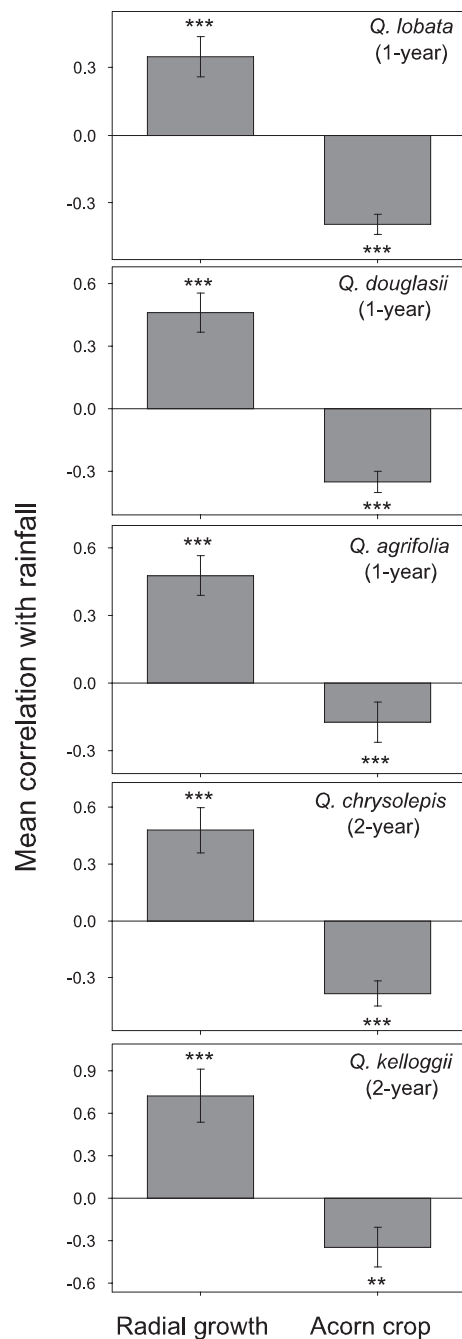 Mean correlation with rainfall
***
Q. lobata
(1-year)
0.3
0.0
-0.3
***
0.6
***
Q. douglasii
(1-year)
0.3
0.0
-0.3
***
0.6
***
Q. agrifolia
(1-year)
0.3
0.0
-0.3
***
0.6
***
Q. chrysolepis
(2-year)
0.3
0.0
-0.3
***
0.9
***
Q. kelloggii
(2-year)
0.6
0.3
0.0
-0.3
-0.6
**
Radial growth Acorn crop